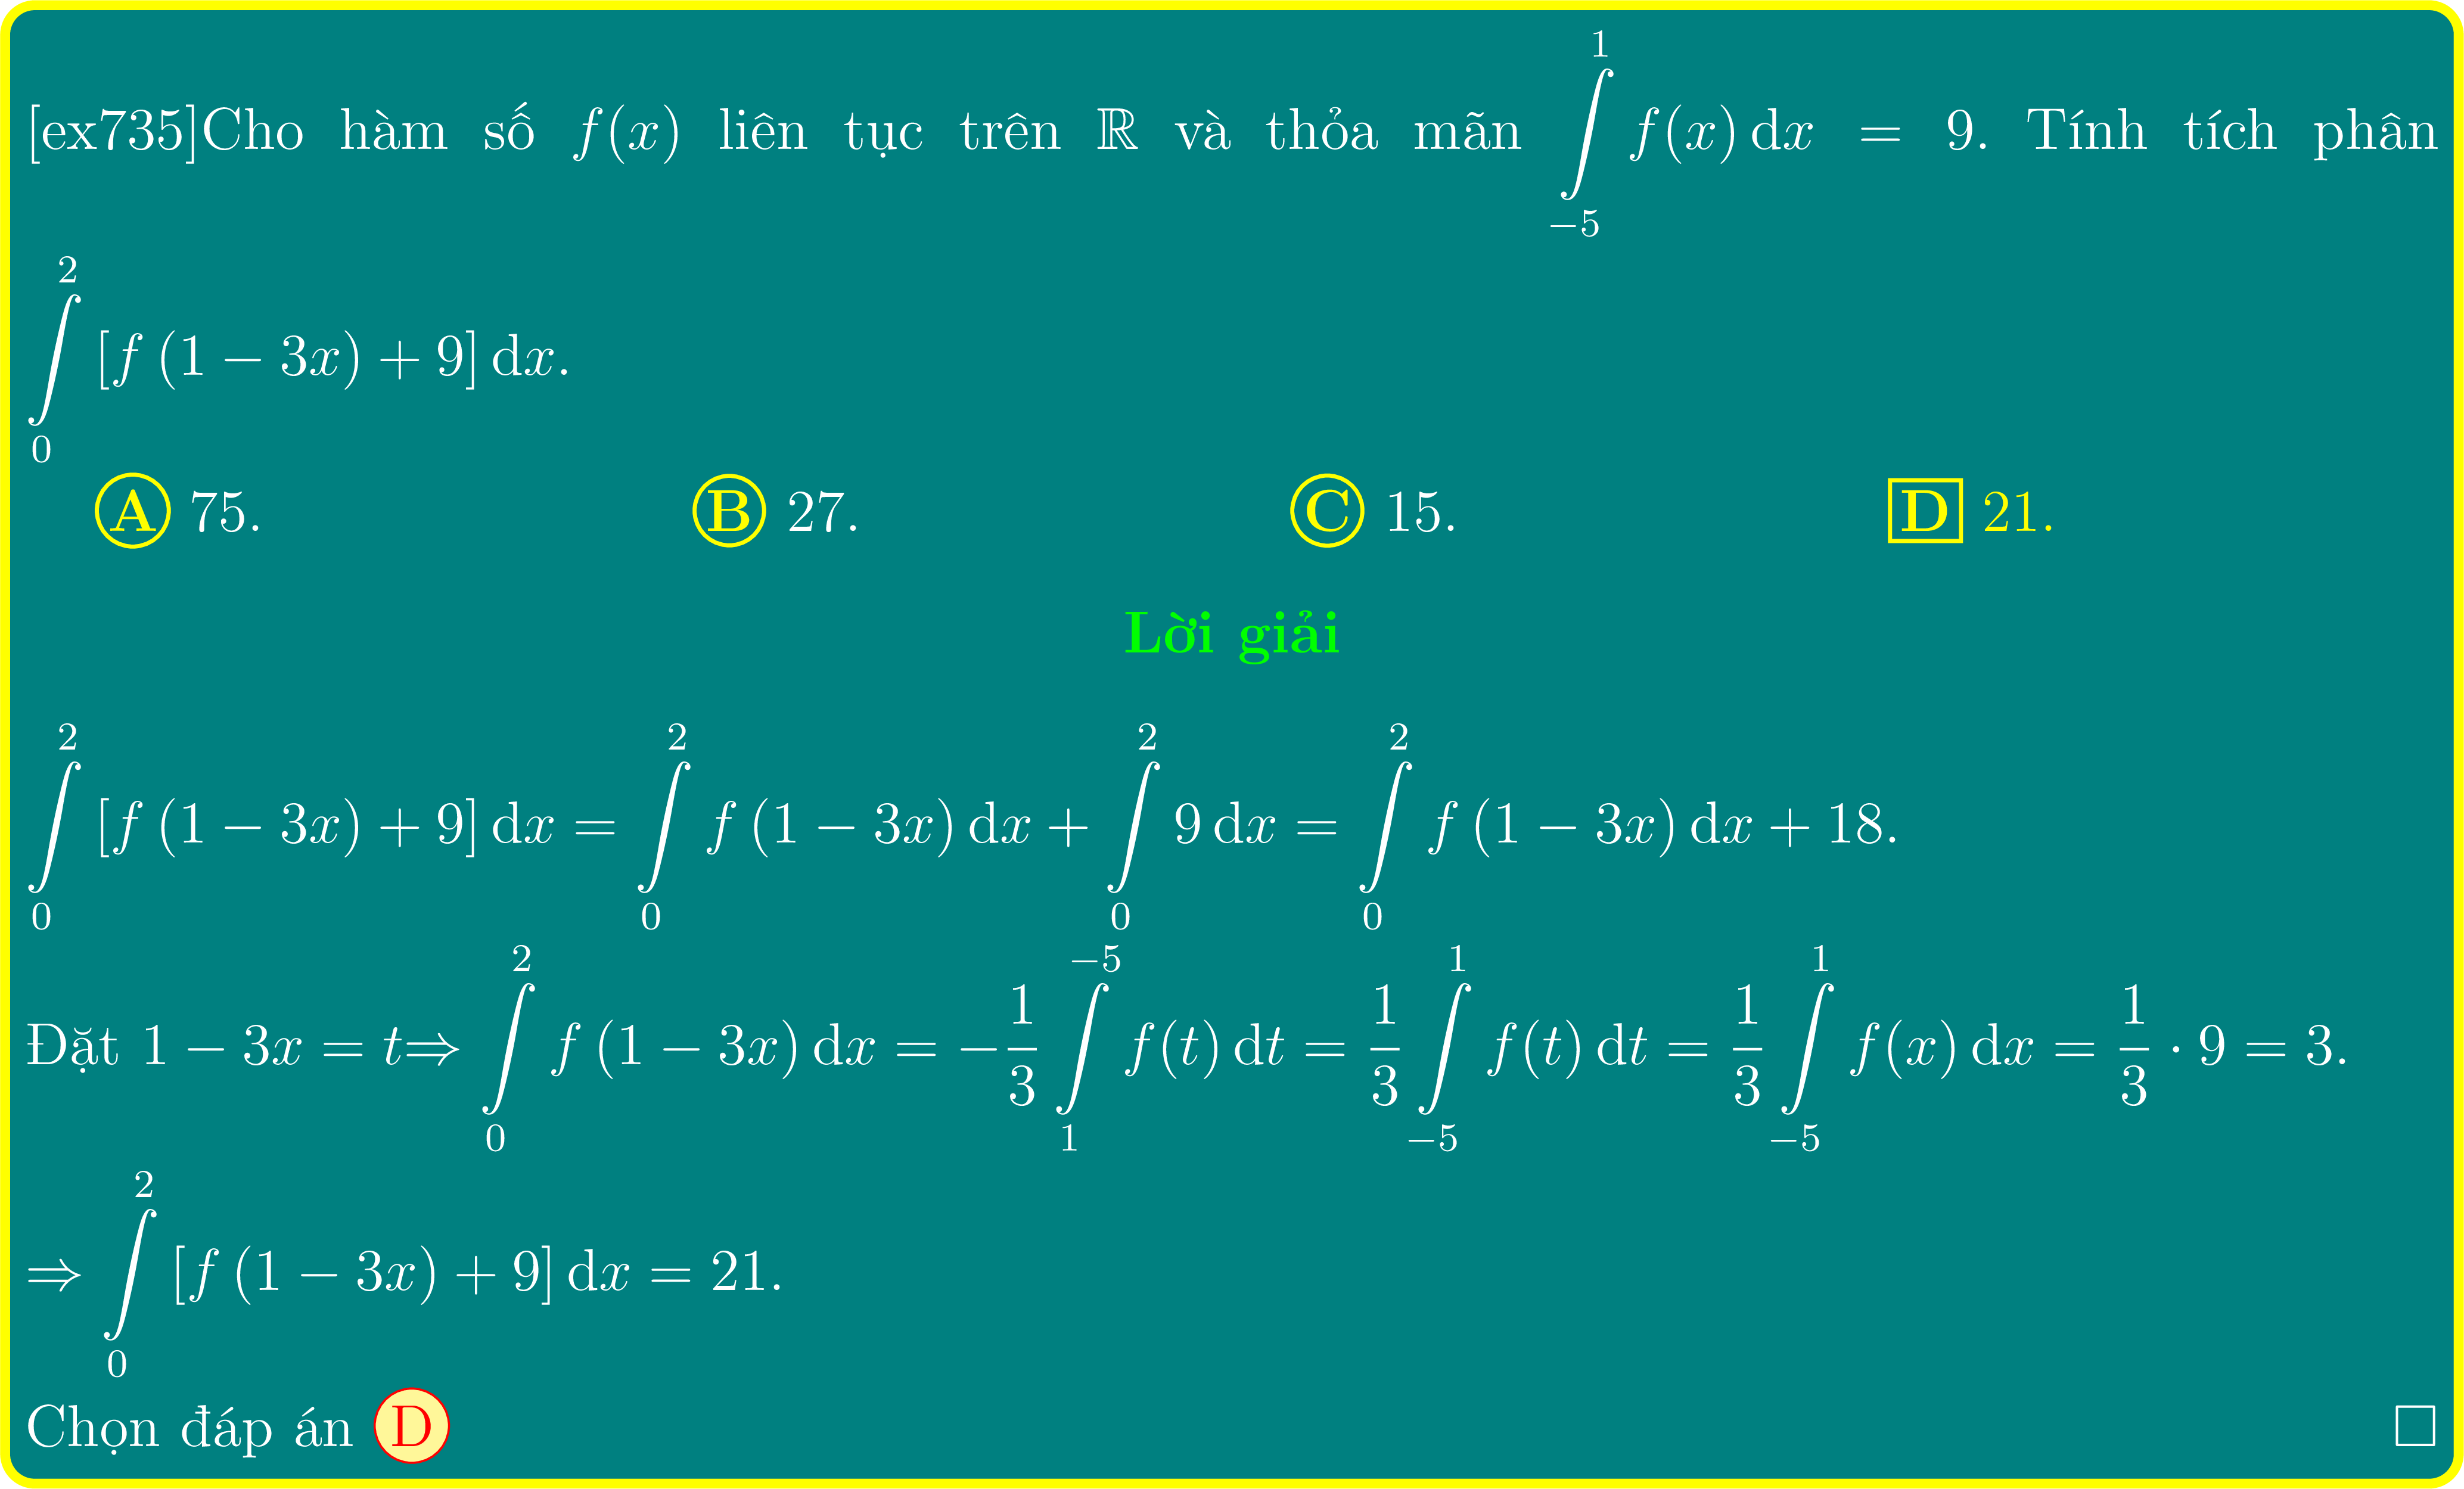 [ex735]Cho hàm số $f(x)$ liên tục trên $\mathbb{R}$ và thỏa mãn $\int\limits_{-5}^{1} f(x)\,\mathrm{d}x = 9$. Tính tích phân
$\int\limits_{0}^{2} [f(1-3x)+9]\,\mathrm{d}x$.
A 75. B 27. C 15. D 21.
Lời giải
$\int\limits_{0}^{2} [f(1-3x)+9]\,\mathrm{d}x = \int\limits_{0}^{2} f(1-3x)\,\mathrm{d}x + \int\limits_{0}^{2} 9\,\mathrm{d}x = \int\limits_{0}^{2} f(1-3x)\,\mathrm{d}x + 18$.
Đặt $1-3x = t \Rightarrow \int\limits_{0}^{2} f(1-3x)\,\mathrm{d}x = -\frac{1}{3}\int\limits_{1}^{-5} f(t)\,\mathrm{d}t = \frac{1}{3}\int\limits_{-5}^{1} f(t)\,\mathrm{d}t = \frac{1}{3}\int\limits_{-5}^{1} f(x)\,\mathrm{d}x = \frac{1}{3}\cdot 9 = 3$.
$\Rightarrow \int\limits_{0}^{2} [f(1-3x)+9]\,\mathrm{d}x = 21$.
Chọn đáp án D □